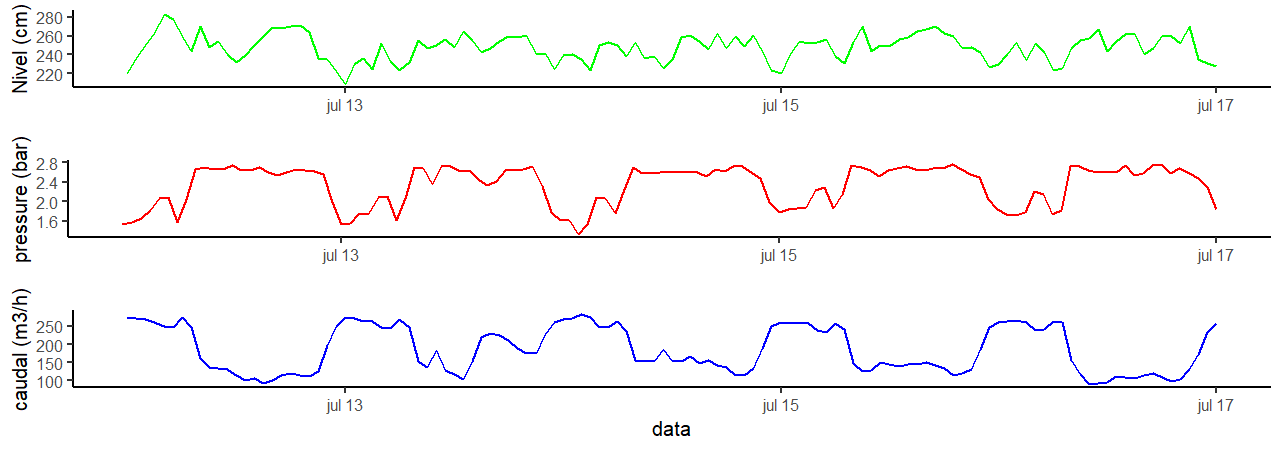 Nivel (cm)
280
260
240
220
jul 13
jul 15
jul 17
pressure (bar)
2.8
2.4
2.0
1.6
jul 13
jul 15
jul 17
caudal (m3/h)
250
200
150
100
jul 13
jul 15
jul 17
data